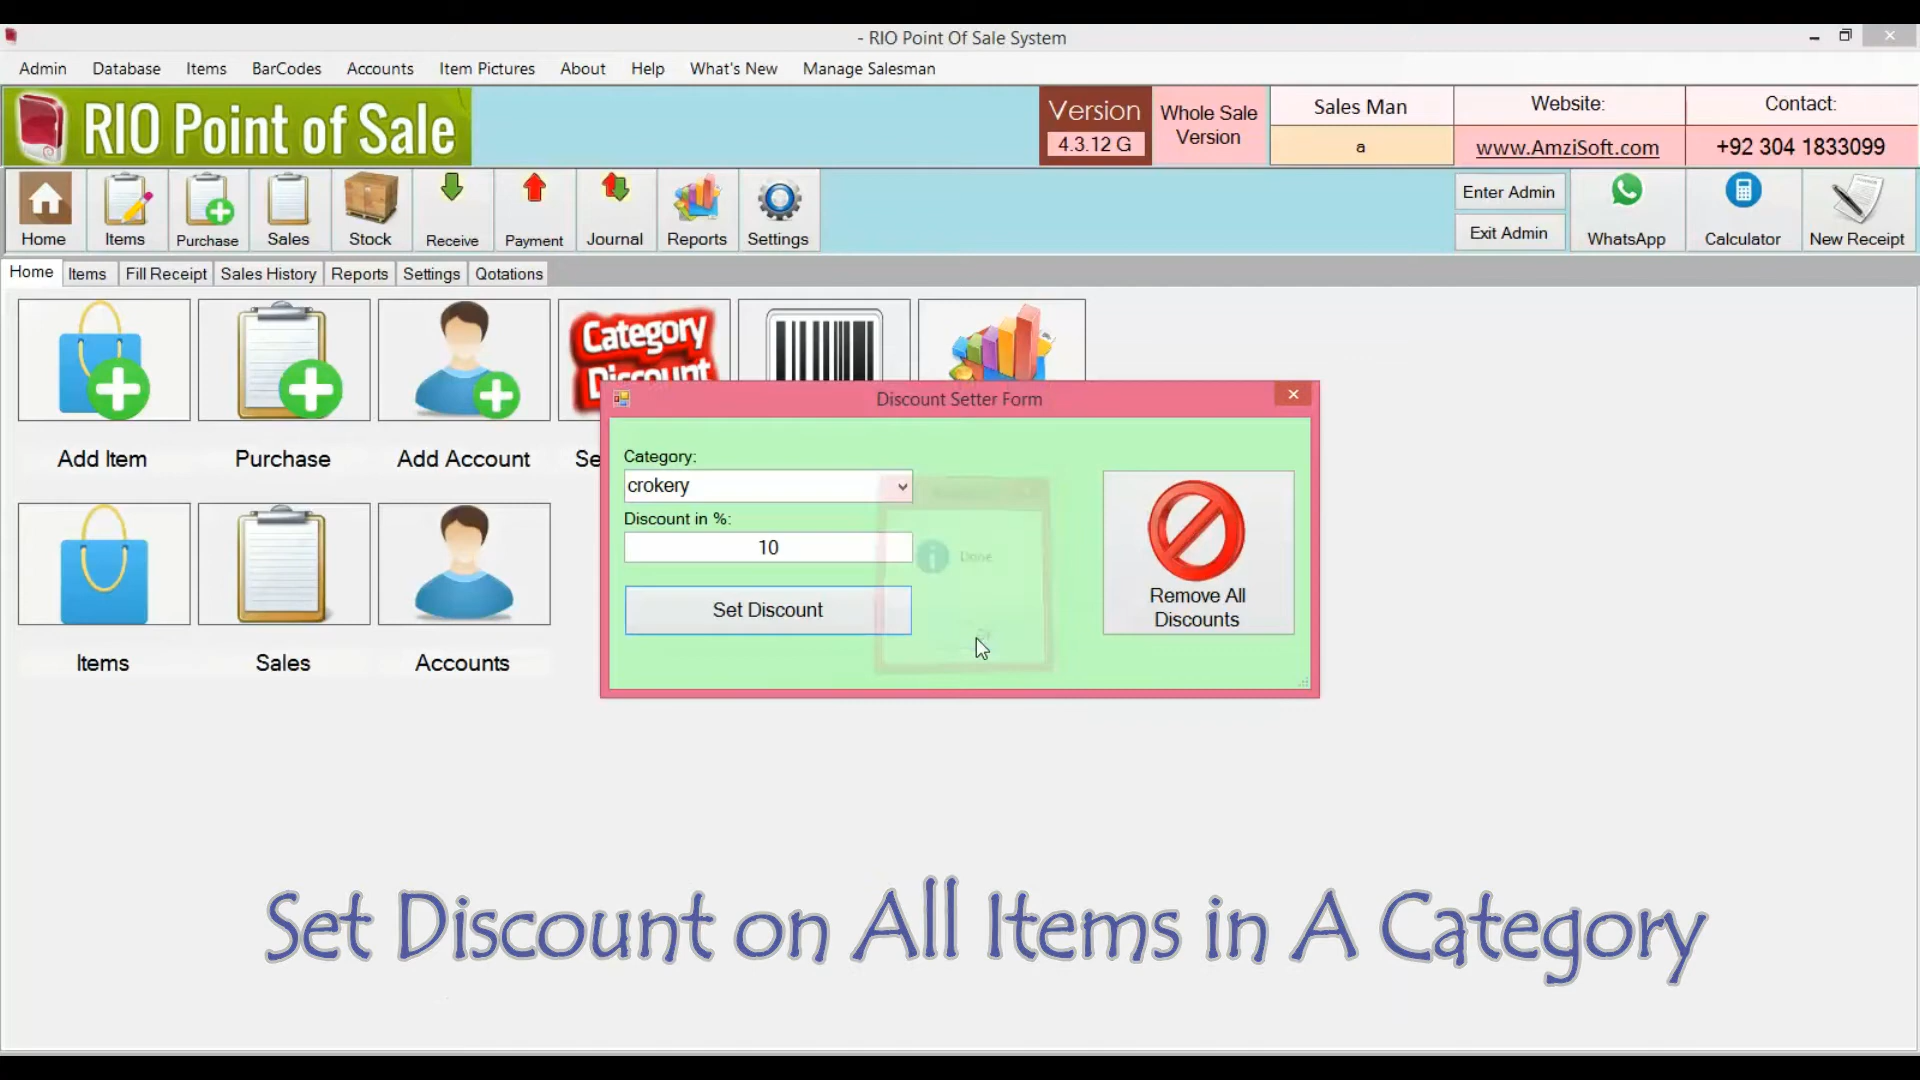 - RIO Point Of Sale System
Admin Database Items BarCodes Accounts Item Pictures About Help What's New Manage Salesman
RIO Point of Sale
Version
4.3.12 G
Whole Sale
Version
Sales Man
a
Website:
www.AmziSoft.com
Contact:
+92 304 1833099
Home Items Purchase Sales Stock Receive Payment Journal Reports Settings
Enter Admin
Exit Admin
WhatsApp Calculator New Receipt
Home Items Fill Receipt Sales History Reports Settings Qotations
Category
Discount
Add Item Purchase Add Account Se
Discount Setter Form
Category:
crokery
Discount in %:
10
Done
Set Discount
Remove All
Discounts
Items Sales Accounts
Set Discount on All Items in A Category